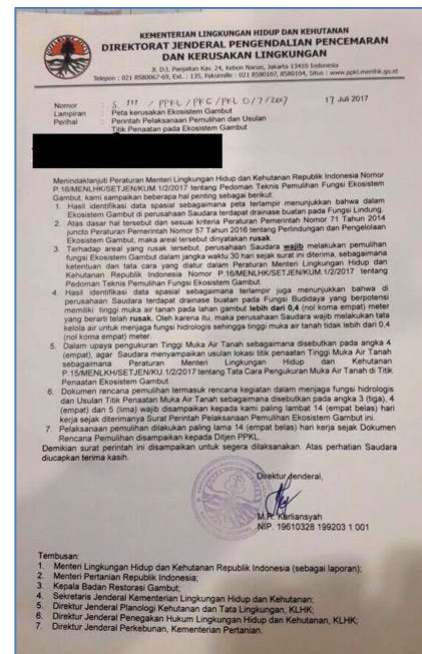 KEMENTERIAN LINGKUNGAN HIDUP DAN KEHUTANAN
DIREKTORAT JENDERAL PENGENDALIAN PENCEMARAN
DAN KERUSAKAN LINGKUNGAN
Jl. D.I. Panjaitan Kav. 24, Kebon Nanas, Jakarta 13410 Indonesia
Telepon : 021 8580067-69, Ext. : 135, Faksimile : 021 8580107, 8580104, Situs : www.ppkl.menlhk.go.id
Nomor : S. 111 / PPKL / PKG / PKL 0 / 7 / 2017 17 Juli 2017
Lampiran : Peta kerusakan Ekosistem Gambut
Perihal : Perintah Pelaksanaan Pemulihan dan Usulan
Titik Penaatan pada Ekosistem Gambut
Menindaklanjuti Peraturan Menteri Lingkungan Hidup dan Kehutanan Republik Indonesia Nomor
P.16/MENLHK/SETJEN/KUM.1/2/2017 tentang Pedoman Teknis Pemulihan Fungsi Ekosistem
Gambut, kami sampaikan beberapa hal penting sebagai berikut:
1. Hasil identifikasi data spasial sebagaimana peta terlampir menunjukkan bahwa dalam
Ekosistem Gambut di perusahaan Saudara terdapat drainase buatan pada Fungsi Lindung.
2. Atas dasar hal tersebut dan sesuai kriteria Peraturan Pemerintah Nomor 71 Tahun 2014
juncto Peraturan Pemerintah Nomor 57 Tahun 2016 tentang Perlindungan dan Pengelolaan
Ekosistem Gambut, maka areal tersebut dinyatakan rusak.
3. Terhadap areal yang rusak tersebut, perusahaan Saudara wajib melakukan pemulihan
fungsi Ekosistem Gambut dalam jangka waktu 30 hari sejak surat ini diterima, sebagaimana
ketentuan dan tata cara yang diatur dalam Peraturan Menteri Lingkungan Hidup dan
Kehutanan Republik Indonesia Nomor P.16/MENLHK/SETJEN/KUM.1/2/2017 tentang
Pedoman Teknis Pemulihan Fungsi Ekosistem Gambut.
4. Hasil identifikasi data spasial sebagaimana terlampir juga menunjukkan bahwa di
perusahaan Saudara terdapat drainase buatan pada Fungsi Budidaya yang berpotensi
memiliki tinggi muka air tanah pada lahan gambut lebih dari 0,4 (nol koma empat) meter
yang berarti telah rusak. Oleh karena itu, maka perusahaan Saudara wajib melakukan tata
kelola air untuk menjaga fungsi hidrologis sehingga tinggi muka air tanah tidak lebih dari 0,4
(nol koma empat) meter.
5. Dalam upaya pengukuran Tinggi Muka Air Tanah sebagaimana disebutkan pada angka 4
(empat), agar Saudara menyampaikan usulan lokasi titik penaatan Tinggi Muka Air Tanah
sebagaimana Peraturan Menteri Lingkungan Hidup dan Kehutanan
P.15/MENLHK/SETJEN/KUM.1/2/2017 tentang Tata Cara Pengukuran Muka Air Tanah di Titik
Penaatan Ekosistem Gambut.
6. Dokumen rencana pemulihan termasuk rencana kegiatan dalam menjaga fungsi hidrologis
dan Usulan Titik Penaatan Muka Air Tanah sebagaimana disebutkan pada angka 3 (tiga), 4
(empat) dan 5 (lima) wajib disampaikan kepada kami paling lambat 14 (empat belas) hari
kerja sejak diterimanya Surat Perintah Pelaksanaan Pemulihan Ekosistem Gambut ini.
7. Pelaksanaan pemulihan dilakukan paling lama 14 (empat belas) hari kerja sejak Dokumen
Rencana Pemulihan disampaikan kepada Ditjen PPKL.
Demikian surat perintah ini disampaikan untuk segera dilaksanakan. Atas perhatian Saudara
diucapkan terima kasih.
Direktur Jenderal,
M.R. Karliansyah
NIP. 19610328 199203 1 001
Tembusan:
1. Menteri Lingkungan Hidup dan Kehutanan Republik Indonesia (sebagai laporan);
2. Menteri Pertanian Republik Indonesia;
3. Kepala Badan Restorasi Gambut;
4. Sekretaris Jenderal Kementerian Lingkungan Hidup dan Kehutanan;
5. Direktur Jenderal Planologi Kehutanan dan Tata Lingkungan, KLHK;
6. Direktur Jenderal Penegakan Hukum Lingkungan Hidup dan Kehutanan, KLHK;
7. Direktur Jenderal Perkebunan, Kementerian Pertanian.